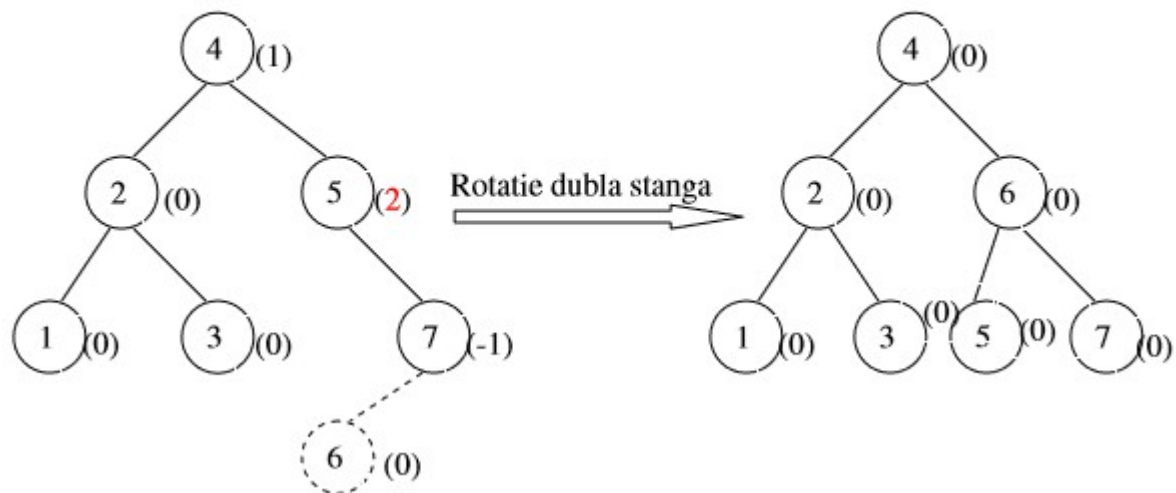 4 (1) 4 (0)
2 (0) 5 (2) Rotatie dubla stanga 2 (0) 6 (0)
1 (0) 3 (0) 7 (-1) 1 (0) 3 (0) 5 (0) 7 (0)
6 (0)